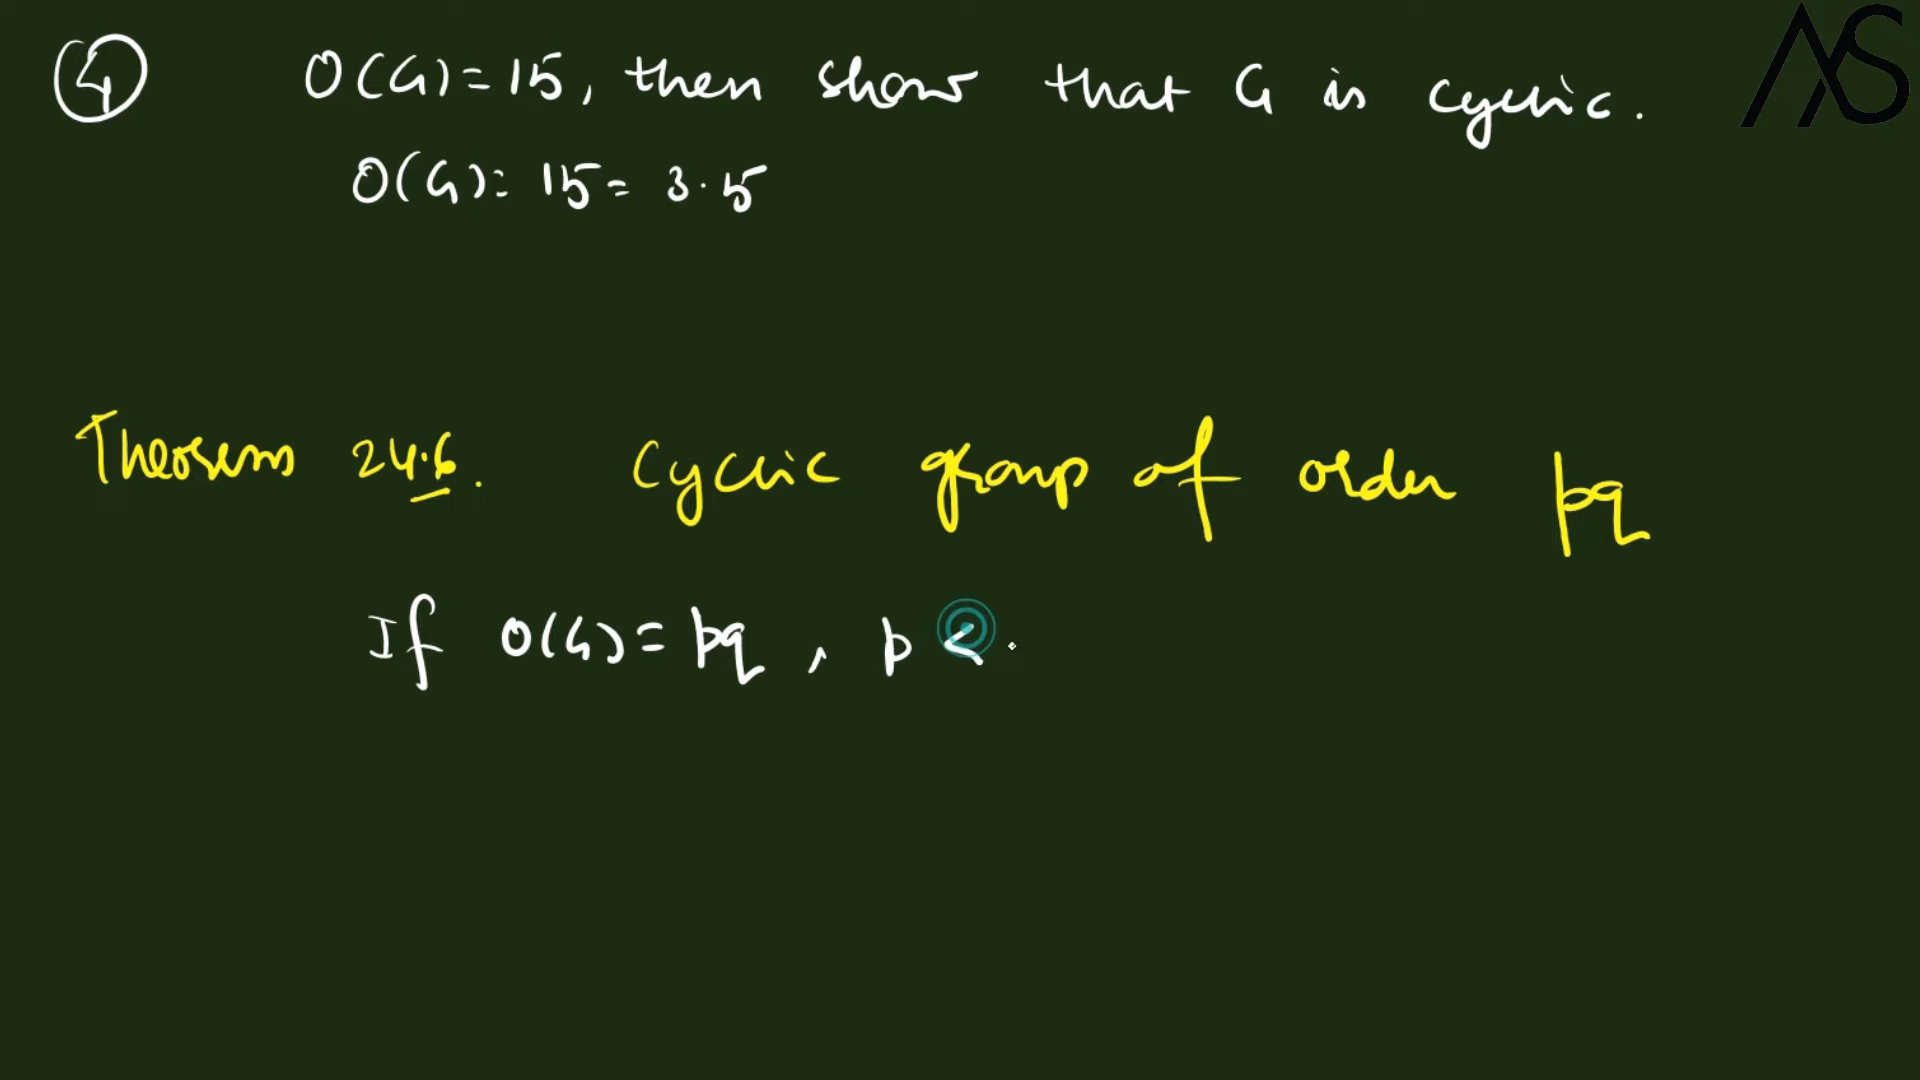 ④ O(G)=15, then show that G is cyclic.
O(G)= 15= 3.5
Theorem 24.6. Cyclic group of order pq
If O(G)= pq , p <
AS